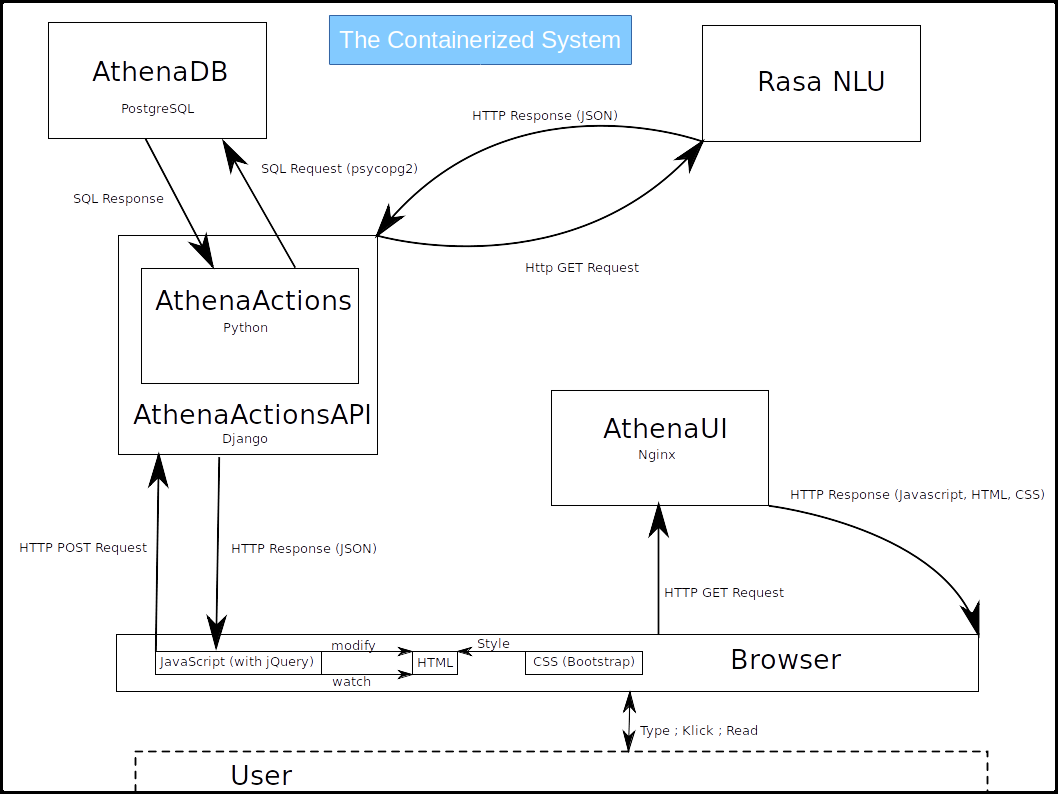 The Containerized System
AthenaDB
PostgreSQL
Rasa NLU
HTTP Response (JSON)
SQL Request (psycopg2)
SQL Response
Http GET Request
AthenaActions
Python
AthenaActionsAPI
Django
AthenaUI
Nginx
HTTP Response (Javascript, HTML, CSS)
HTTP POST Request
HTTP Response (JSON)
HTTP GET Request
modify
Style
JavaScript (with jQuery)
HTML
CSS (Bootstrap)
Browser
watch
Type ; Klick ; Read
User